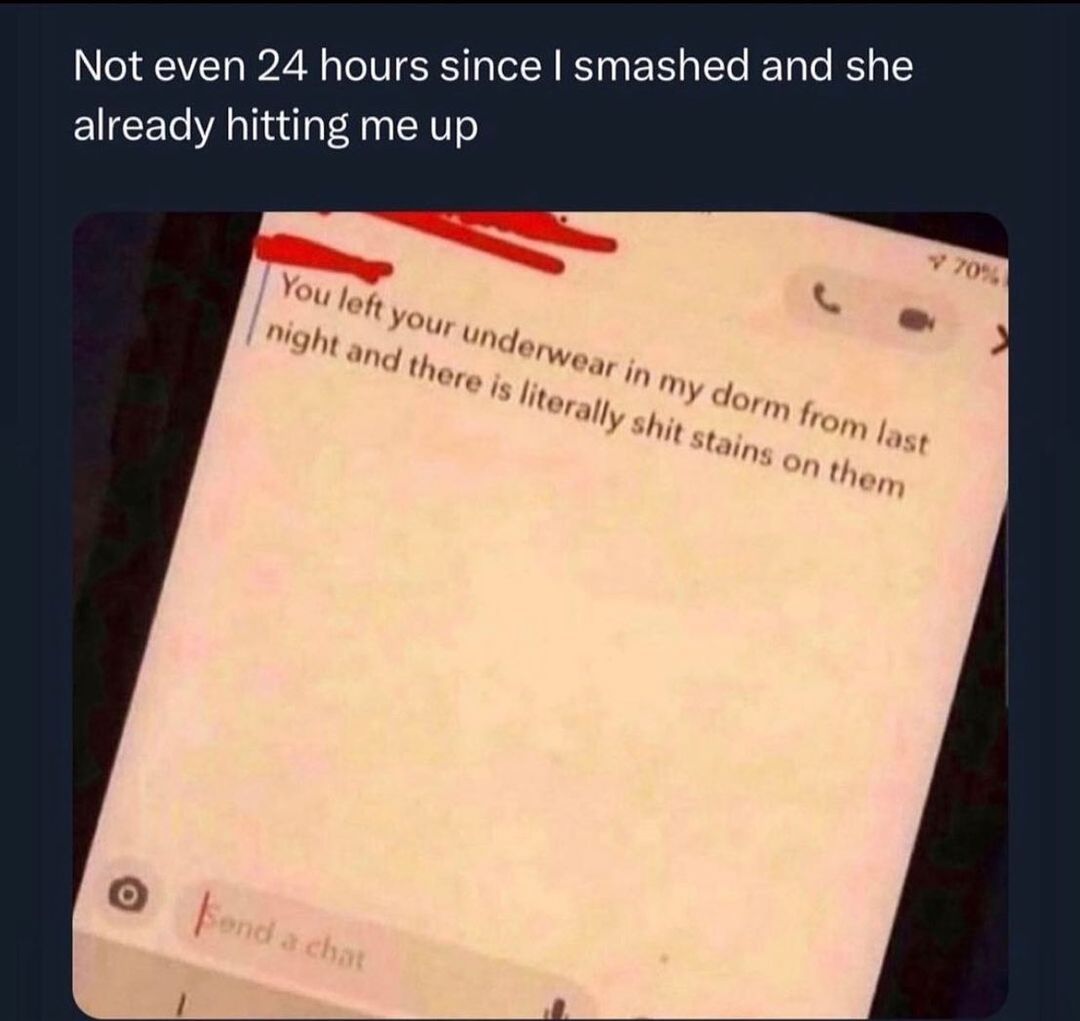 Not even 24 hours since I smashed and she
already hitting me up
70%
You left your underwear in my dorm from last
night and there is literally shit stains on them
Send a chat